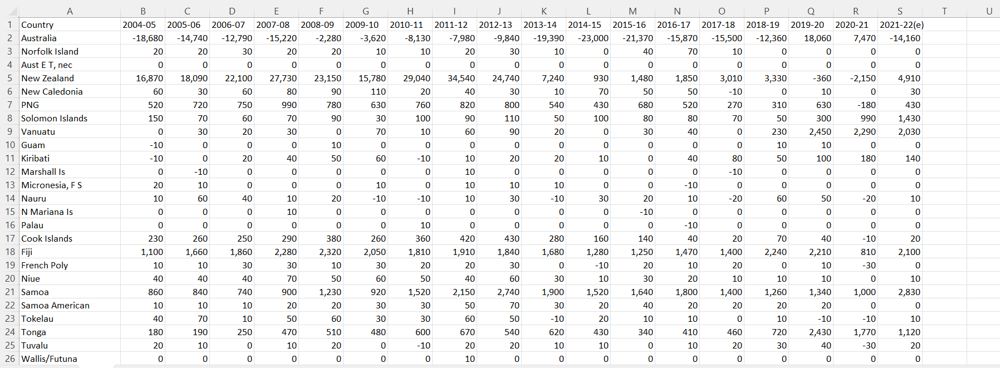 A B C D E F G H I J K L M N O P Q R S T U
1 Country 2004-05 2005-06 2006-07 2007-08 2008-09 2009-10 2010-11 2011-12 2012-13 2013-14 2014-15 2015-16 2016-17 2017-18 2018-19 2019-20 2020-21 2021-22(e)
2 Australia -18,680 -14,740 -12,790 -15,220 -2,280 -3,620 -8,130 -7,980 -9,840 -19,390 -23,000 -21,370 -15,870 -15,500 -12,360 18,060 7,470 -14,160
3 Norfolk Island 20 20 30 20 20 10 10 20 30 10 0 40 70 10 0 0 0 0
4 Aust E T, nec 0 0 0 0 0 0 0 0 0 0 0 0 0 0 0 0 0 0
5 New Zealand 16,870 18,090 22,100 27,730 23,150 15,780 29,040 34,540 24,740 7,240 930 1,480 1,850 3,010 3,330 -360 -2,150 4,910
6 New Caledonia 60 30 60 80 90 110 20 40 30 10 70 50 50 -10 0 10 0 30
7 PNG 520 720 750 990 780 630 760 820 800 540 430 680 520 270 310 630 -180 430
8 Solomon Islands 150 70 60 70 90 30 100 90 110 50 100 80 80 70 50 300 990 1,430
9 Vanuatu 0 30 20 30 0 70 10 60 90 20 0 30 40 0 230 2,450 2,290 2,030
10 Guam -10 0 0 0 10 0 0 0 0 0 0 0 0 0 10 10 0 0
11 Kiribati -10 0 20 40 50 60 -10 10 20 20 10 0 40 80 50 100 180 140
12 Marshall Is 0 -10 0 0 0 0 0 10 0 0 0 0 0 -10 0 0 0 0
13 Micronesia, F S 20 10 0 0 0 10 0 10 10 10 0 0 -10 0 0 0 0 0
14 Nauru 10 60 40 10 20 -10 -10 10 30 -10 30 20 10 -20 60 50 -20 10
15 N Mariana Is 0 0 0 10 0 0 0 0 0 0 0 -10 0 0 0 0 0 0
16 Palau 0 0 0 0 0 0 10 0 0 0 0 0 -10 0 0 0 0 0
17 Cook Islands 230 260 250 290 380 260 360 420 430 280 160 140 40 20 70 40 -10 20
18 Fiji 1,100 1,660 1,860 2,280 2,320 2,050 1,810 1,910 1,840 1,680 1,280 1,250 1,470 1,400 2,240 2,210 810 2,100
19 French Poly 10 10 30 30 10 30 20 20 30 0 -10 20 10 20 0 10 -30 0
20 Niue 40 40 40 70 50 60 50 40 60 30 10 30 20 10 10 10 0 10
21 Samoa 860 840 740 900 1,230 920 1,520 2,150 2,740 1,900 1,520 1,640 1,800 1,400 1,260 1,340 1,000 2,830
22 Samoa American 10 10 10 20 20 30 30 50 70 30 20 40 20 20 20 20 0 0
23 Tokelau 40 70 10 50 60 30 30 60 50 -10 20 10 10 0 10 -10 -10 10
24 Tonga 180 190 250 470 510 480 600 670 540 620 430 340 410 460 720 2,430 1,770 1,120
25 Tuvalu 20 10 0 10 20 0 -10 20 20 10 10 0 10 20 30 40 -30 20
26 Wallis/Futuna 0 0 0 0 0 0 0 10 0 0 0 0 0 0 0 0 0 0